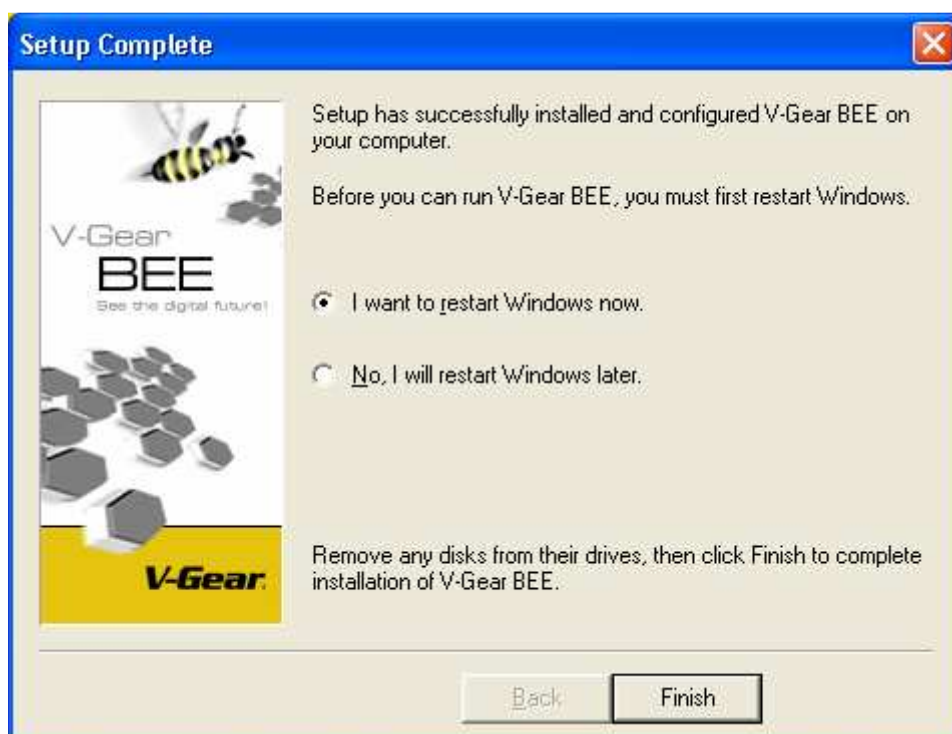 Setup Complete
Setup has successfully installed and configured V-Gear BEE on
your computer.
Before you can run V-Gear BEE, you must first restart Windows.
V-Gear
BEE
See the digital future!
I want to restart Windows now.
No, I will restart Windows later.
Remove any disks from their drives, then click Finish to complete
installation of V-Gear BEE.
V-Gear.
Back
Finish